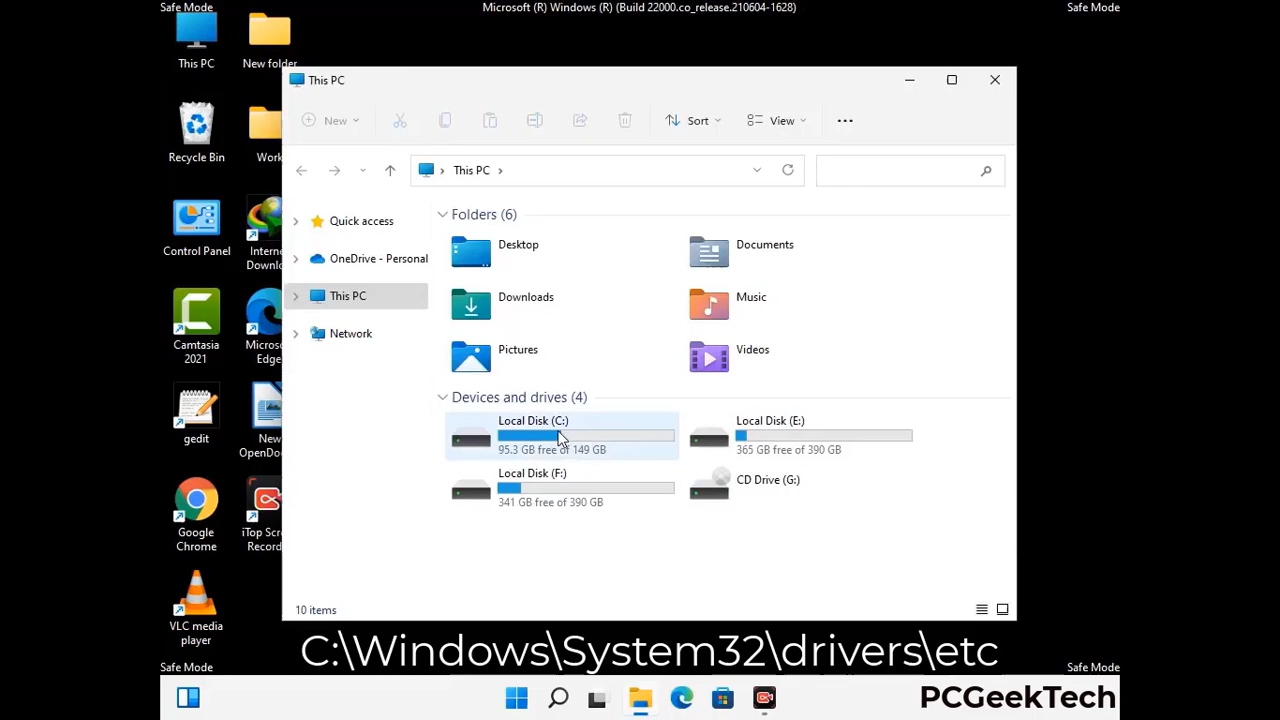 Safe Mode
Microsoft (R) Windows (R) (Build 22000.co_release.210604-1628)
Safe Mode
This PC
New folder
Recycle Bin
Work
Control Panel
Intern
Downlo
Camtasia
2021
Micros
Edge
gedit
New
OpenDo
Google
Chrome
iTop Scr
Record
VLC media
player
This PC
New
Sort
View
This PC
Quick access
OneDrive - Personal
This PC
Network
Folders (6)
Desktop
Documents
Downloads
Music
Pictures
Videos
Devices and drives (4)
Local Disk (C:)
95.3 GB free of 149 GB
Local Disk (E:)
365 GB free of 390 GB
Local Disk (F:)
341 GB free of 390 GB
CD Drive (G:)
10 items
C:\Windows\System32\drivers\etc
Safe Mode
Safe Mode
PCGeekTech